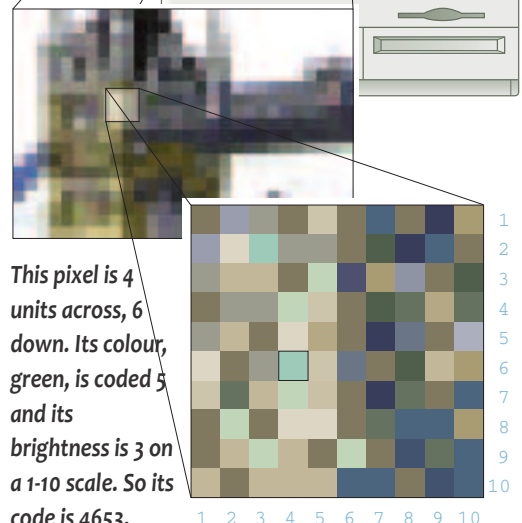 This pixel is 4
units across, 6
down. Its colour,
green, is coded 5
and its
brightness is 3 on
a 1-10 scale. So its
code is 4653.
1
2
3
4
5
6
7
8
9
10
1 2 3 4 5 6 7 8 9 10